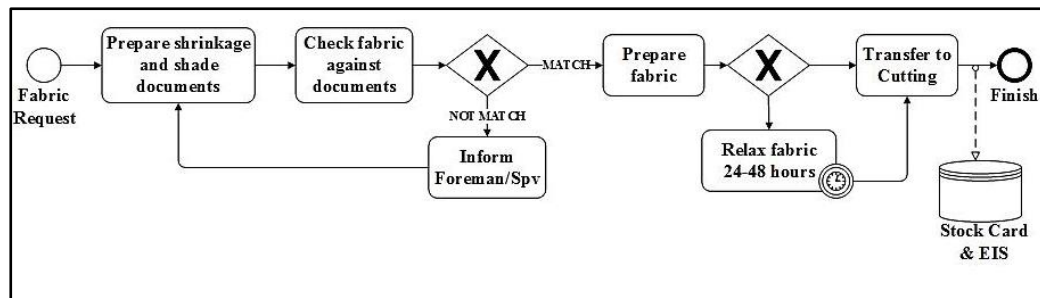 Fabric
Request
Prepare shrinkage
and shade
documents
Check fabric
against
documents
X
MATCH
NOT MATCH
Inform
Foreman/Spv
Prepare
fabric
X
Relax fabric
24-48 hours
Transfer to
Cutting
Finish
Stock Card
& EIS